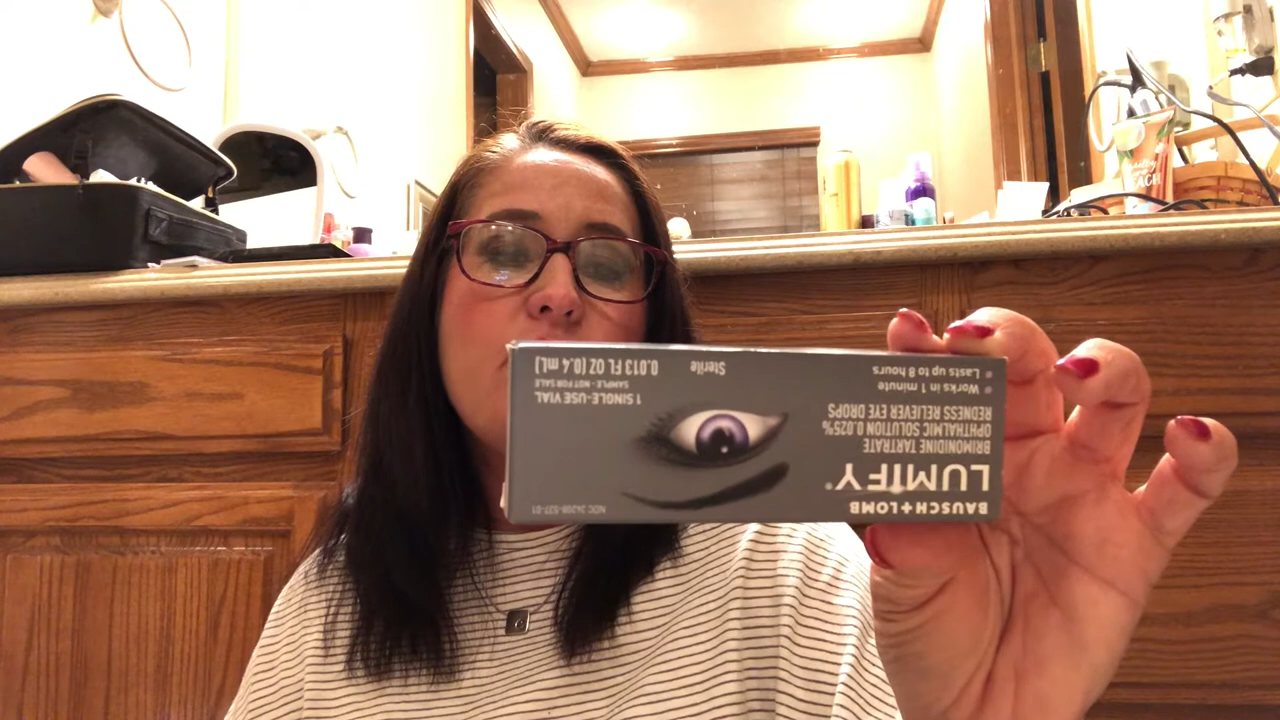 BAUSCH + LOMB
LUMIFY®
BRIMONIDINE TARTRATE
OPHTHALMIC SOLUTION 0.025%
REDNESS RELIEVER EYE DROPS
• Works in 1 minute
• Lasts up to 8 hours
NDC 24208-537-01
1 SINGLE-USE VIAL
SAMPLE - NOT FOR SALE
0.013 FL OZ (0.4 mL)
Sterile